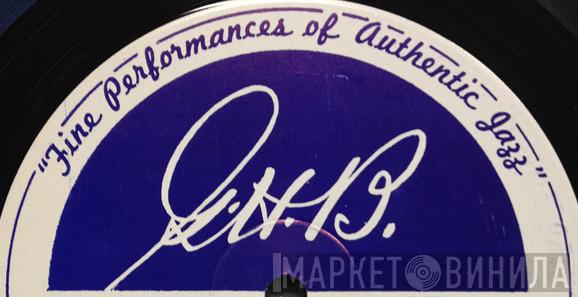 "Fine Performances of Authentic Jazz"
G.H.B.
МАРКЕТ ВИНИЛА